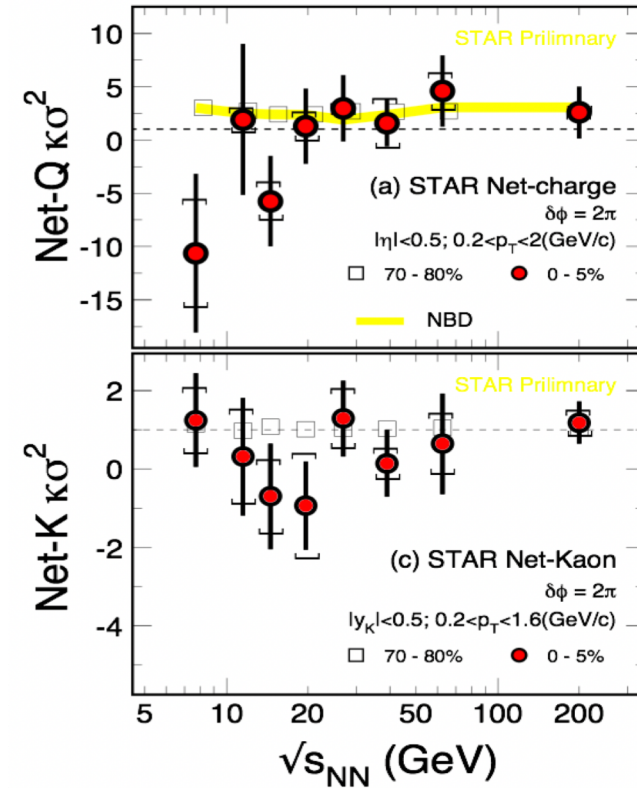 10
5
0
-5
-10
-15
Net-Q κσ²
STAR Prilimnary
(a) STAR Net-charge
δϕ = 2π
|η|<0.5; 0.2<p_T<2(GeV/c)
70 - 80% 0 - 5%
NBD
2
0
-2
-4
Net-K κσ²
STAR Prilimnary
(c) STAR Net-Kaon
δϕ = 2π
|y_K|<0.5; 0.2<p_T<1.6(GeV/c)
70 - 80% 0 - 5%
5 10 20 50 100 200
√s_NN (GeV)